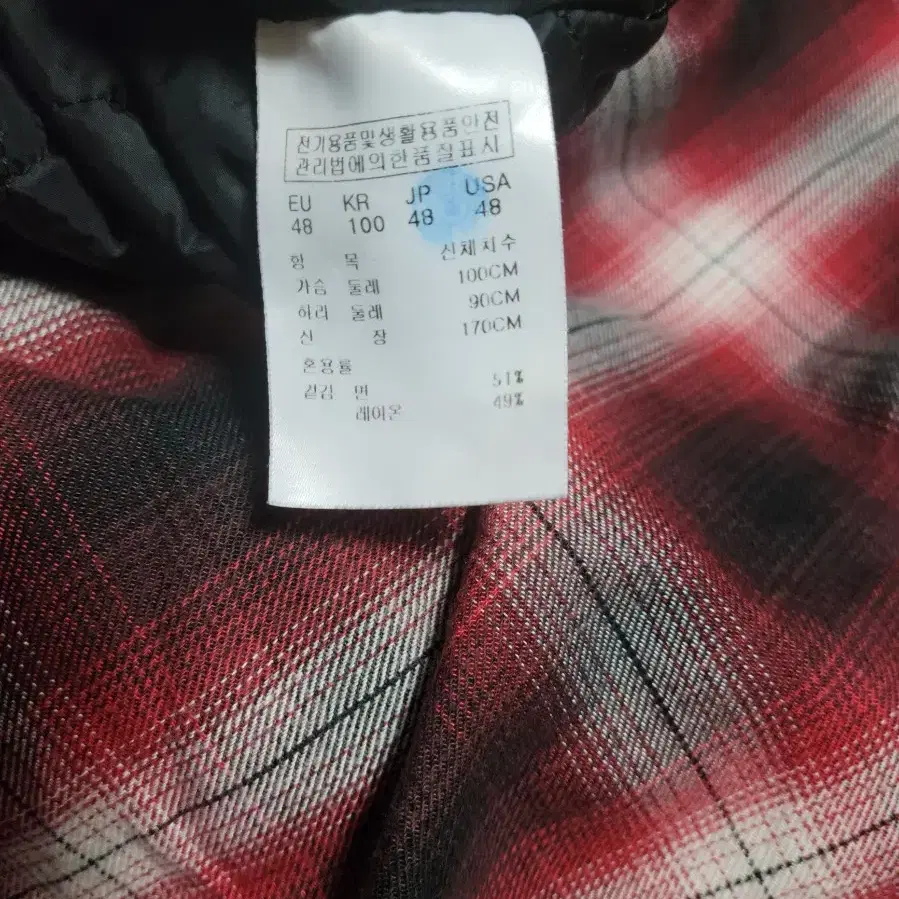 전기용품및생활용품안전
관리법에의한품질표시
EU KR JP USA
48 100 48 48
항 목 신체치수
가슴 둘레 100CM
허리 둘레 90CM
신 장 170CM
혼용률
겉감 면 51%
레이온 49%